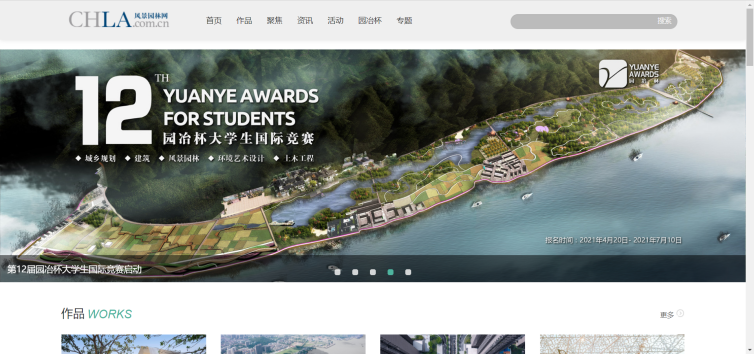 CHLA 风景园林网
.com.cn
首页 作品 聚焦 资讯 活动 园冶杯 专题
搜索
12TH
YUANYE AWARDS
FOR STUDENTS
园冶杯大学生国际竞赛
◆ 城乡规划 ◆ 建筑 ◆ 风景园林 ◆ 环境艺术设计 ◆ 土木工程
YUANYE
AWARDS
园冶杯
报名时间：2021年4月20日- 2021年7月10日
第12届园冶杯大学生国际竞赛启动
作品 WORKS
更多